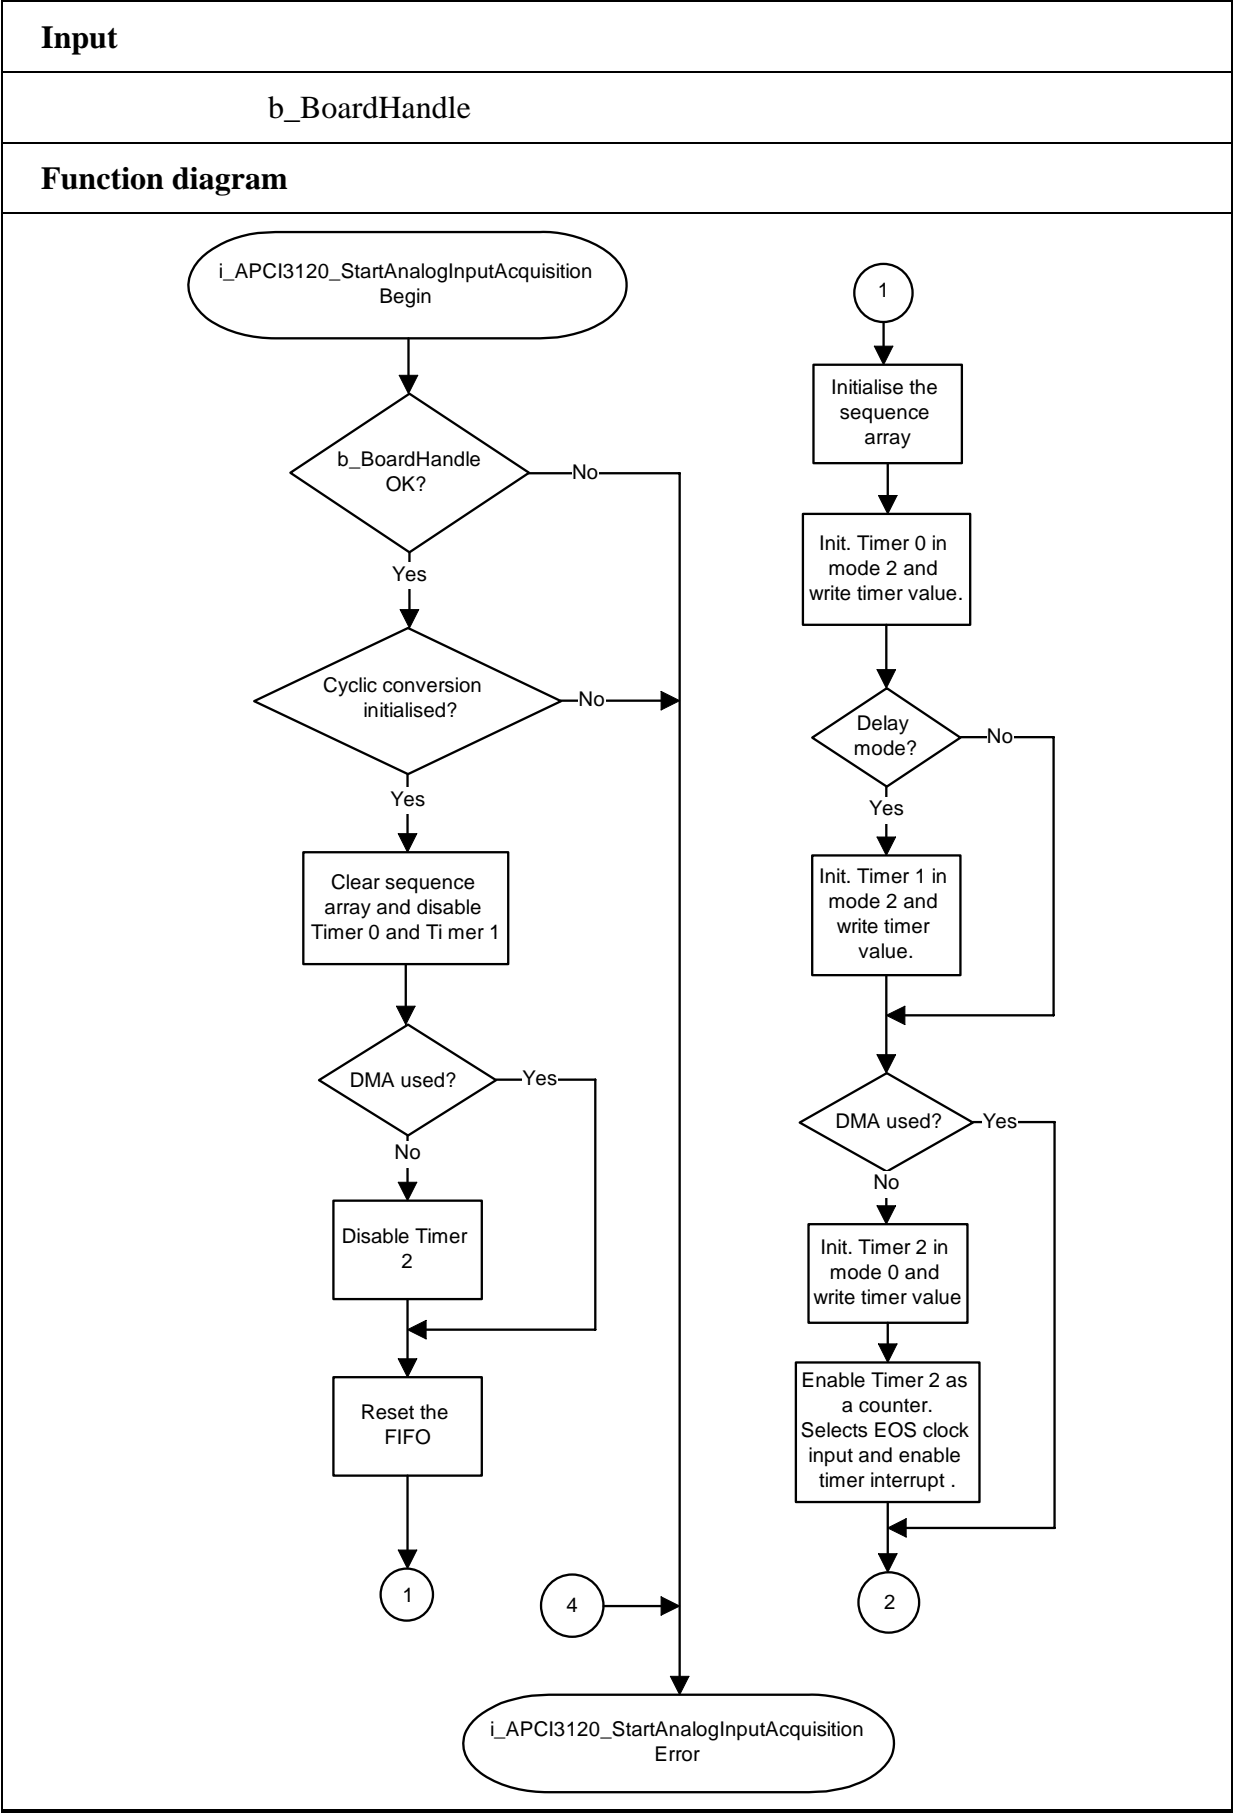 Input
b_BoardHandle
Function diagram
i_APCI3120_StartAnalogInputAcquisition
Begin
b_BoardHandle
OK?
No
Yes
Cyclic conversion
initialised?
No
Yes
Clear sequence
array and disable
Timer 0 and Ti mer 1
DMA used?
Yes
No
Disable Timer
2
Reset the
FIFO
1
4
i_APCI3120_StartAnalogInputAcquisition
Error
1
Initialise the
sequence
array
Init. Timer 0 in
mode 2 and
write timer value.
Delay
mode?
No
Yes
Init. Timer 1 in
mode 2 and
write timer
value.
DMA used?
Yes
No
Init. Timer 2 in
mode 0 and
write timer value
Enable Timer 2 as
a counter.
Selects EOS clock
input and enable
timer interrupt .
2